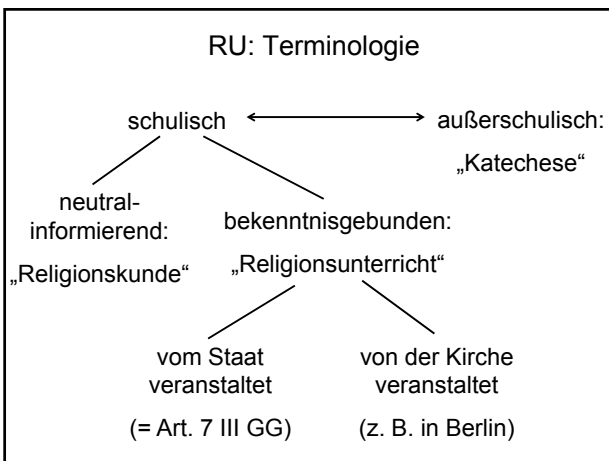 RU: Terminologie
schulisch
außerschulisch:
„Katechese“
neutral-
informierend:
„Religionskunde“
bekenntnisgebunden:
„Religionsunterricht“
vom Staat
veranstaltet
(= Art. 7 III GG)
von der Kirche
veranstaltet
(z. B. in Berlin)